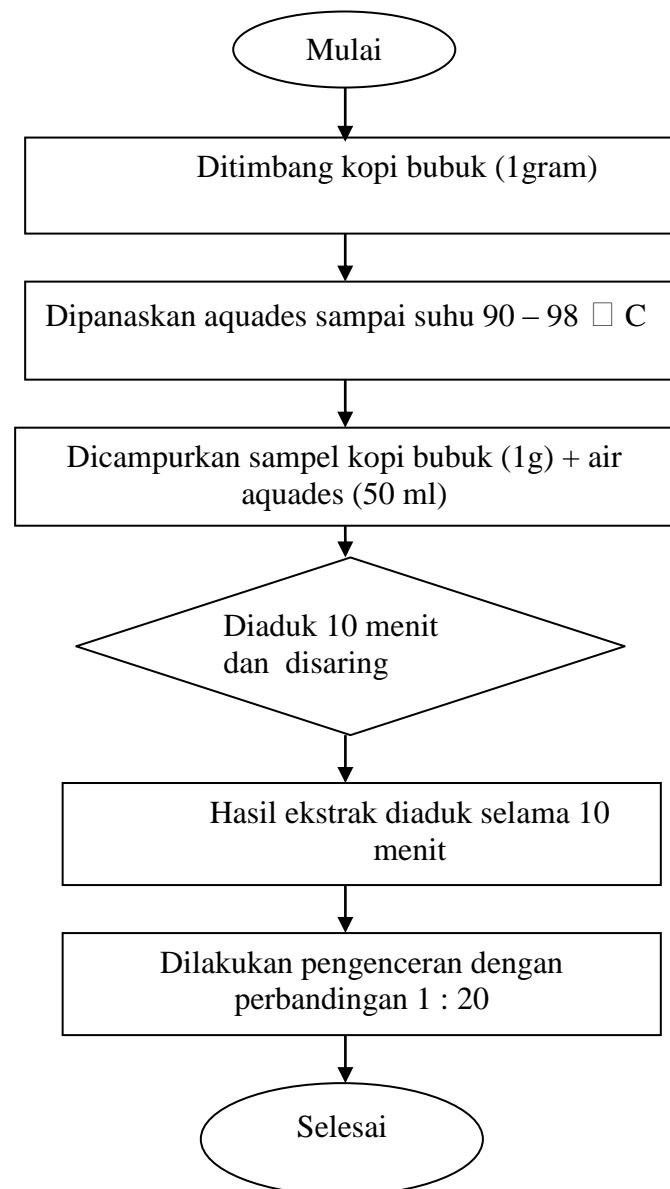 Mulai
Ditimbang kopi bubuk (1gram)
Dipanaskan aquades sampai suhu 90 – 98 □ C
Dicampurkan sampel kopi bubuk (1g) + air
aquades (50 ml)
Diaduk 10 menit
dan disaring
Hasil ekstrak diaduk selama 10
menit
Dilakukan pengenceran dengan
perbandingan 1 : 20
Selesai